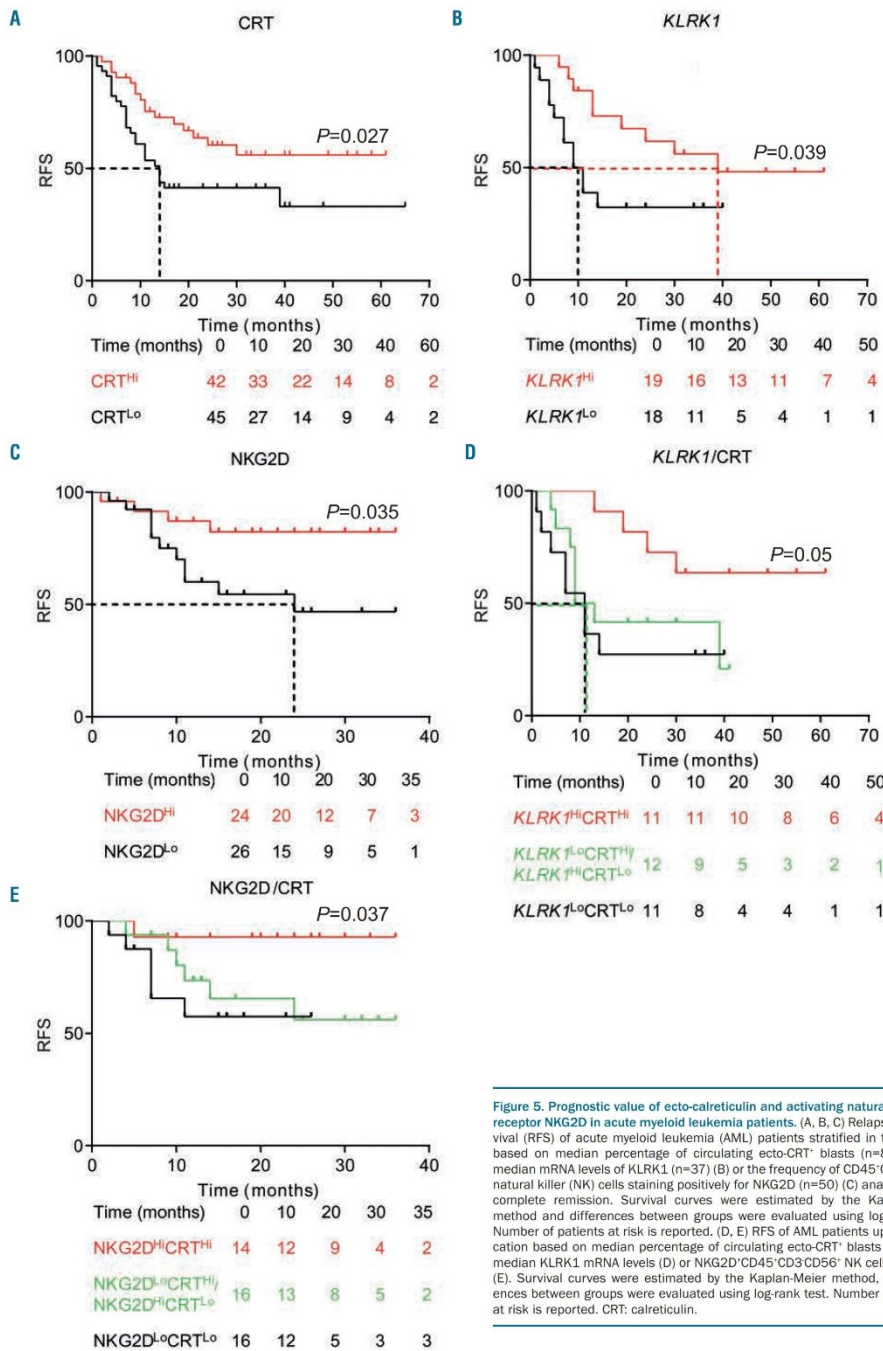 A
CRT
100
50
0
RFS
P=0.027
0 10 20 30 40 50 60 70
Time (months)
Time (months) 0 10 20 30 40 60
CRTHi 42 33 22 14 8 2
CRTLo 45 27 14 9 4 2
B
KLRK1
100
50
0
RFS
P=0.039
0 10 20 30 40 50 60 70
Time (months)
Time (months) 0 10 20 30 40 50
KLRK1Hi 19 16 13 11 7 4
KLRK1Lo 18 11 5 4 1 1
C
NKG2D
100
50
0
RFS
P=0.035
0 10 20 30 40
Time (months)
Time (months) 0 10 20 30 35
NKG2DHi 24 20 12 7 3
NKG2DLo 26 15 9 5 1
D
KLRK1/CRT
100
50
0
RFS
P=0.05
0 10 20 30 40 50 60 70
Time (months)
Time (months) 0 10 20 30 40 50
KLRK1HiCRTHi 11 11 10 8 6 4
KLRK1LoCRTHi/
KLRK1HiCRTLo 12 9 5 3 2 1
KLRK1LoCRTLo 11 8 4 4 1 1
E
NKG2D/CRT
100
50
0
RFS
P=0.037
0 10 20 30 40
Time (months)
Time (months) 0 10 20 30 35
NKG2DHiCRTHi 14 12 9 4 2
NKG2DLoCRTHi/
NKG2DHiCRTLo 16 13 8 5 2
NKG2DLoCRTLo 16 12 5 3 3
Figure 5. Prognostic value of ecto-calreticulin and activating natura
receptor NKG2D in acute myeloid leukemia patients. (A, B, C) Relaps
vival (RFS) of acute myeloid leukemia (AML) patients stratified in t
based on median percentage of circulating ecto-CRT+ blasts (n=8
median mRNA levels of KLRK1 (n=37) (B) or the frequency of CD45+C
natural killer (NK) cells staining positively for NKG2D (n=50) (C) ana
complete remission. Survival curves were estimated by the Ka
method and differences between groups were evaluated using log
Number of patients at risk is reported. (D, E) RFS of AML patients up
cation based on median percentage of circulating ecto-CRT+ blasts
median KLRK1 mRNA levels (D) or NKG2D+CD45+CD3-CD56+ NK cel
(E). Survival curves were estimated by the Kaplan-Meier method,
ences between groups were evaluated using log-rank test. Number
at risk is reported. CRT: calreticulin.